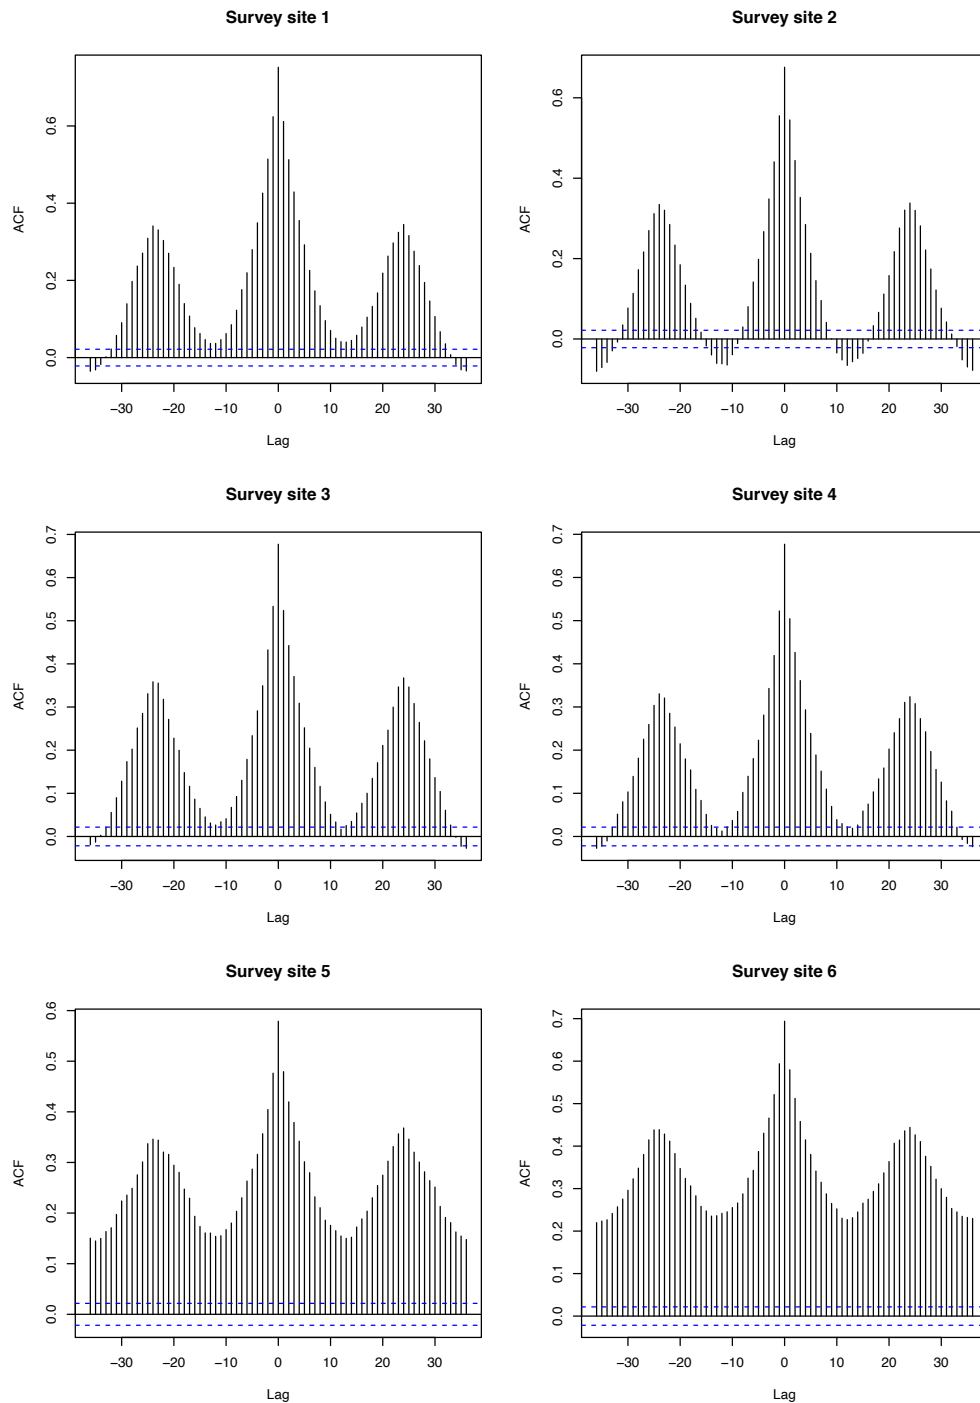 Survey site 1
ACF
0.0 0.2 0.4 0.6
−30 −20 −10 0 10 20 30
Lag
Survey site 2
ACF
0.0 0.2 0.4 0.6
−30 −20 −10 0 10 20 30
Lag
Survey site 3
ACF
0.0 0.1 0.2 0.3 0.4 0.5 0.6 0.7
−30 −20 −10 0 10 20 30
Lag
Survey site 4
ACF
0.0 0.1 0.2 0.3 0.4 0.5 0.6 0.7
−30 −20 −10 0 10 20 30
Lag
Survey site 5
ACF
0.0 0.1 0.2 0.3 0.4 0.5 0.6
−30 −20 −10 0 10 20 30
Lag
Survey site 6
ACF
0.0 0.1 0.2 0.3 0.4 0.5 0.6 0.7
−30 −20 −10 0 10 20 30
Lag